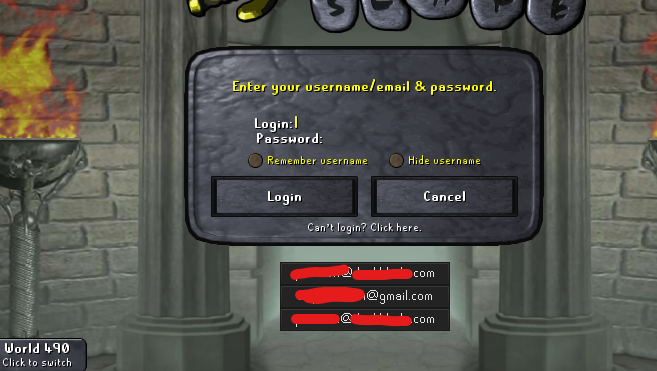 Enter your username/email & password.
Login:
Password:
Remember username
Hide username
Login
Cancel
Can't login? Click here.
@ .com
@gmail.com
@ .com
World 490
Click to switch